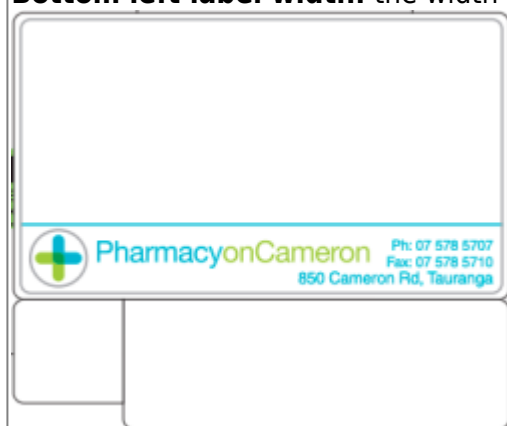 Bottom left label width: the width
PharmacyonCameron
Ph: 07 578 5707
Fax: 07 578 5710
850 Cameron Rd, Tauranga